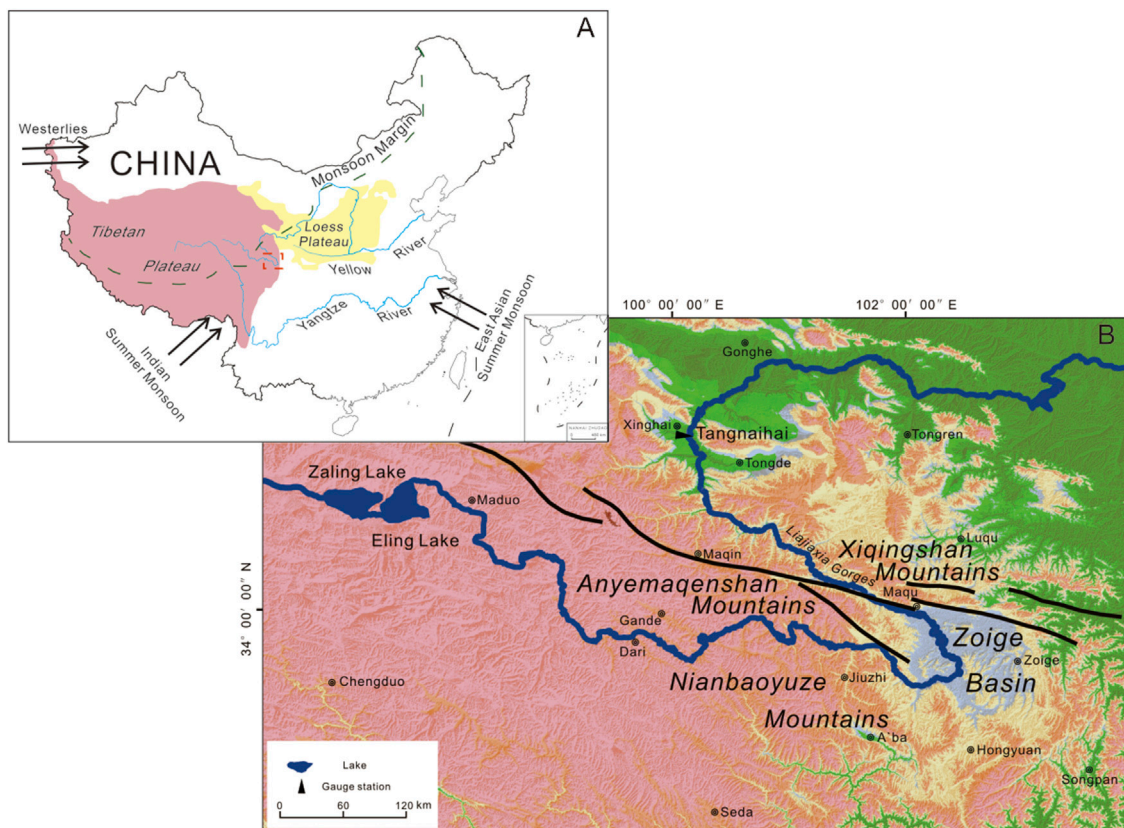 A
Westerlies
CHINA
Monsoon Margin
Tibetan
Plateau
Loess
Plateau
River
Yellow
Yangtze
River
Indian
Summer Monsoon
East Asian
Summer Monsoon
100° 00′ 00″ E
102° 00′ 00″ E
34° 00′ 00″ N
B
Gonghe
Xinghai
Tangnaihai
Tongren
Tongde
Zaling Lake
Maduo
Eling Lake
Luqu
Maqin
Liajiaxia Gorges
Xiqingshan
Mountains
Anyemaqenshan
Mountains
Maqu
Gande
Dari
Zoige
Basin
Zoige
Chengduo
Nianbaoyuze
Mountains
Jiuzhi
A`ba
Hongyuan
Songpan
Seda
Lake
Gauge station
0 60 120 km